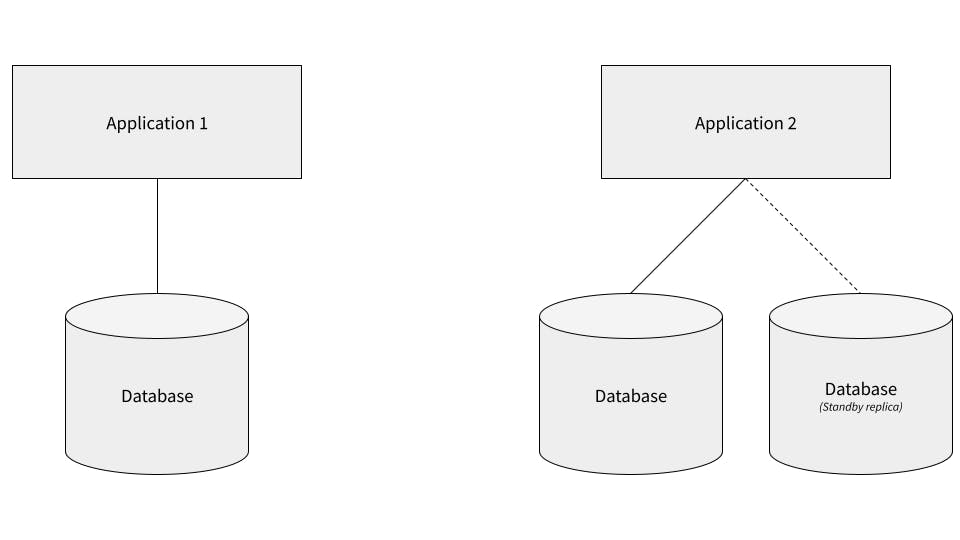 Application 1
Application 2
Database
Database
Database
(Standby replica)